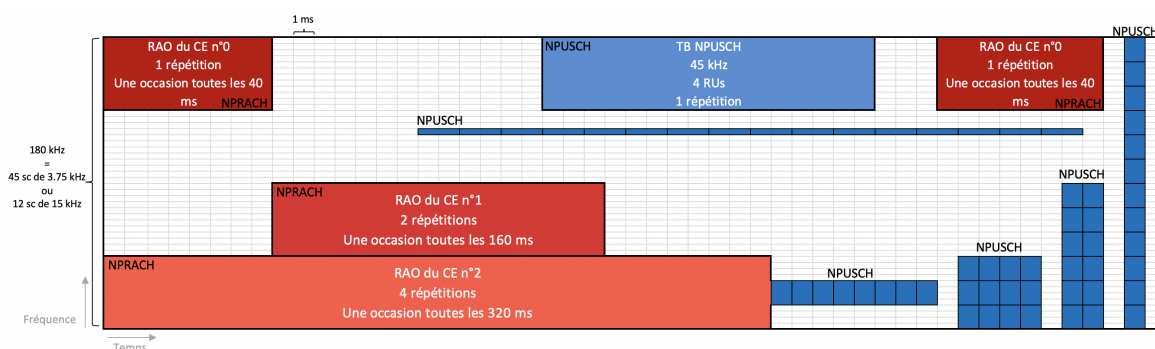 1 ms
NPUSCH
RAO du CE n°0
1 répétition
Une occasion toutes les 40
ms
NPRACH
NPUSCH
TB NPUSCH
45 kHz
4 RUs
1 répétition
RAO du CE n°0
1 répétition
Une occasion toutes les 40
ms
NPRACH
NPUSCH
180 kHz
=
45 sc de 3.75 kHz
ou
12 sc de 15 kHz
NPRACH
RAO du CE n°1
2 répétitions
Une occasion toutes les 160 ms
NPUSCH
NPRACH
RAO du CE n°2
4 répétitions
Une occasion toutes les 320 ms
NPUSCH
NPUSCH
Fréquence
Temps